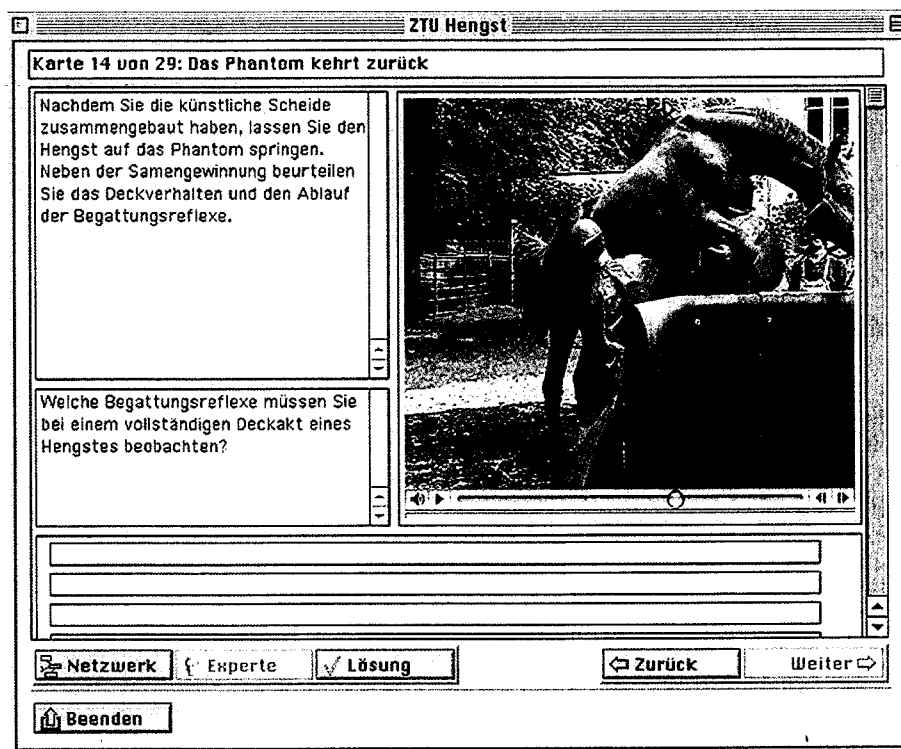 ZTU Hengst
Karte 14 von 29: Das Phantom kehrt zurück
Nachdem Sie die künstliche Scheide
zusammengebaut haben, lassen Sie den
Hengst auf das Phantom springen.
Neben der Samengewinnung beurteilen
Sie das Deckverhalten und den Ablauf
der Begattungsreflexe.
Welche Begattungsreflexe müssen Sie
bei einem vollständigen Deckakt eines
Hengstes beobachten?
Netzwerk
Experte
Lösung
Zurück
Weiter
Beenden